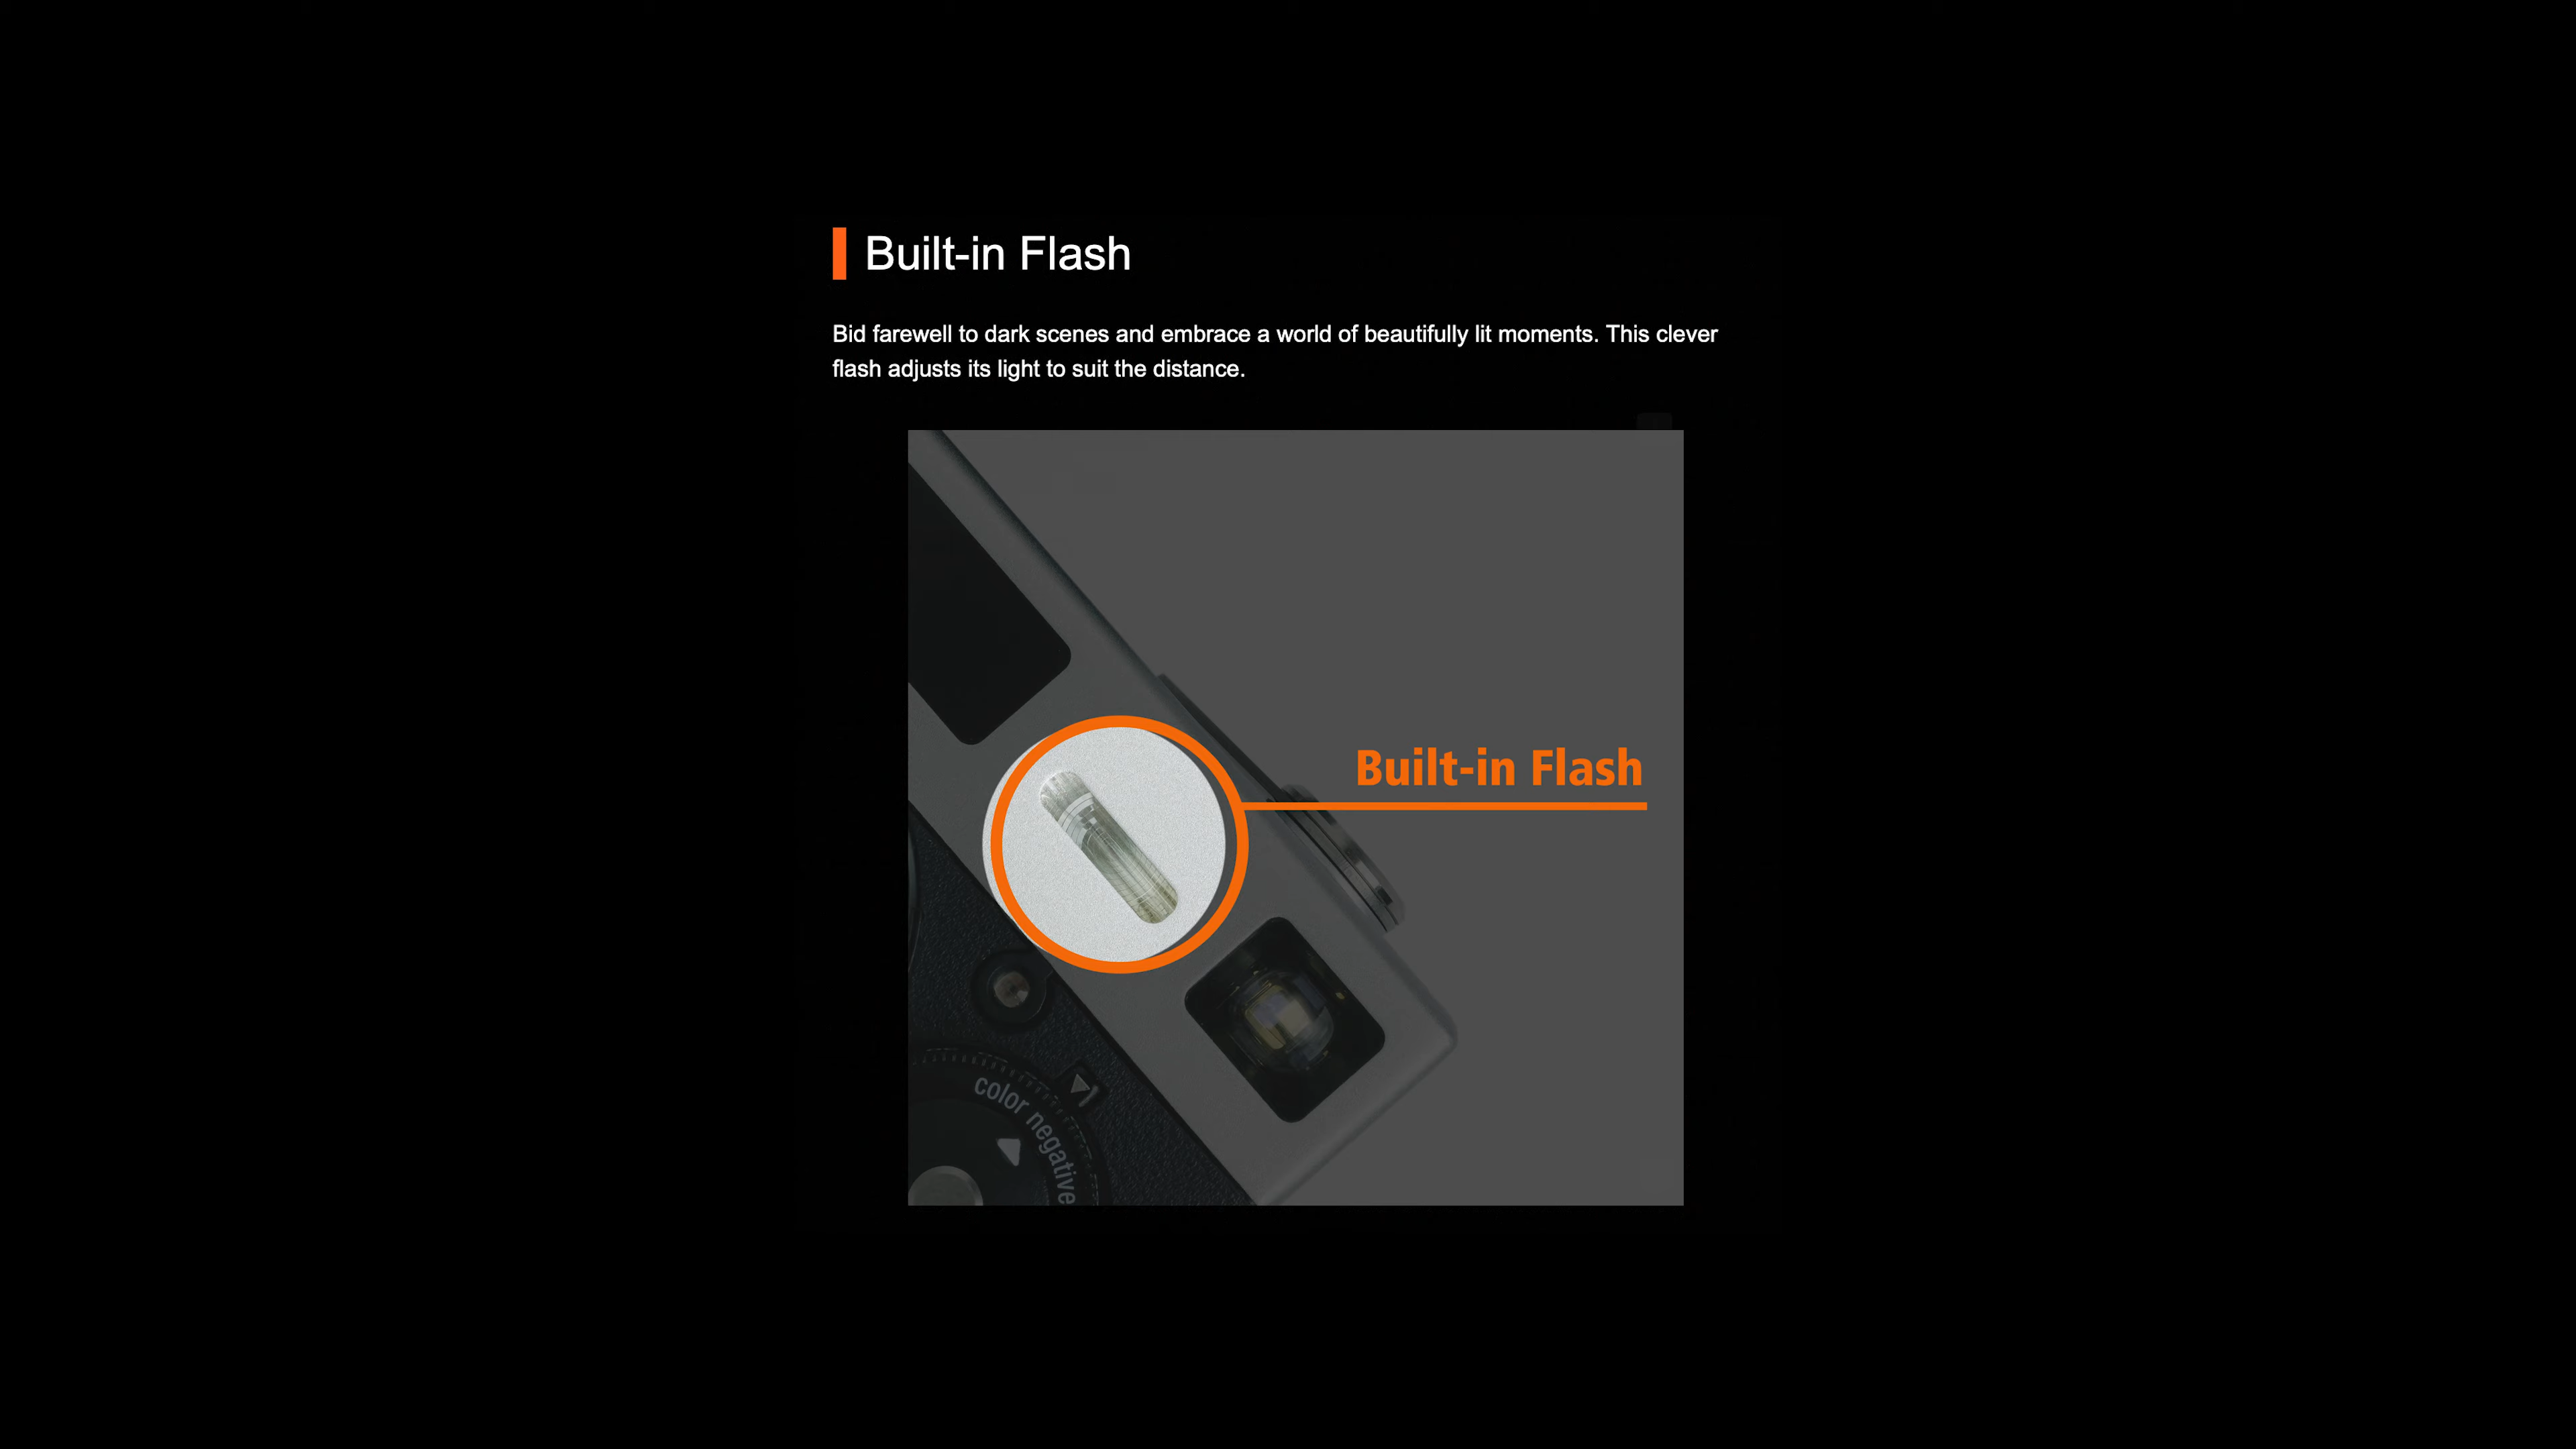 Built-in Flash
Bid farewell to dark scenes and embrace a world of beautifully lit moments. This clever
flash adjusts its light to suit the distance.
Built-in Flash
1
color negative